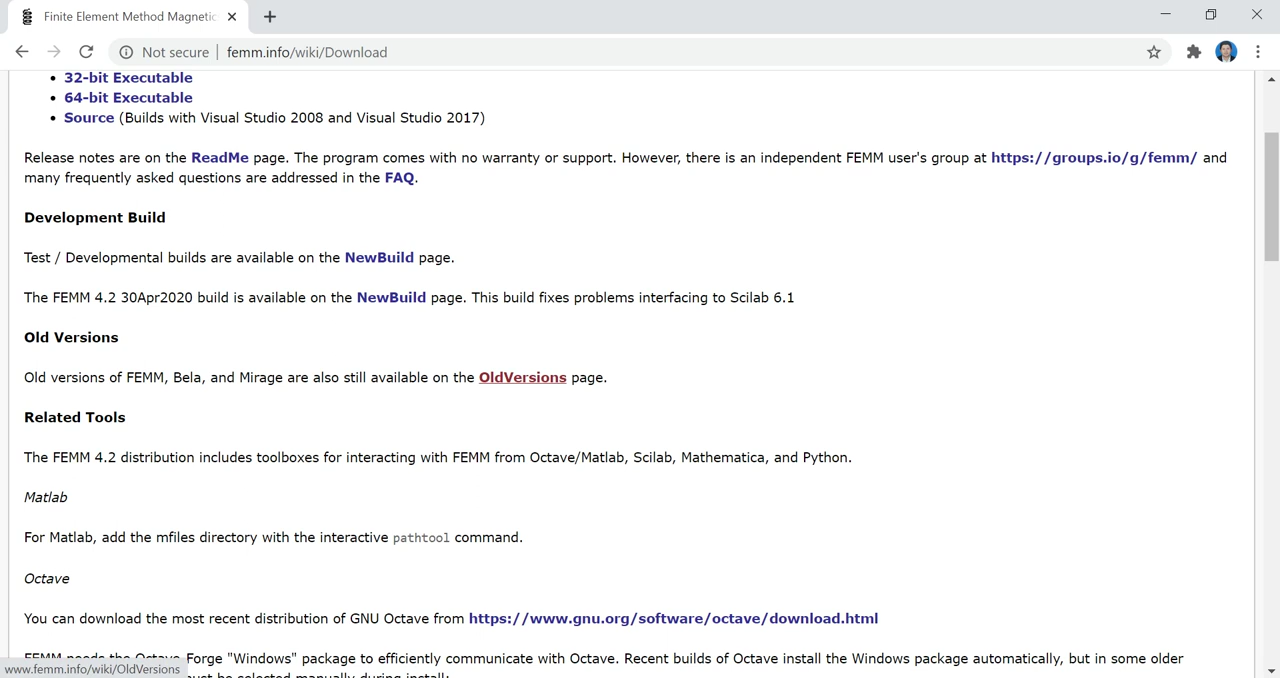 Finite Element Method Magnetic
Not secure
femm.info/wiki/Download
32-bit Executable
64-bit Executable
Source (Builds with Visual Studio 2008 and Visual Studio 2017)
Release notes are on the ReadMe page. The program comes with no warranty or support. However, there is an independent FEMM user's group at https://groups.io/g/femm/ and
many frequently asked questions are addressed in the FAQ.
Development Build
Test / Developmental builds are available on the NewBuild page.
The FEMM 4.2 30Apr2020 build is available on the NewBuild page. This build fixes problems interfacing to Scilab 6.1
Old Versions
Old versions of FEMM, Bela, and Mirage are also still available on the OldVersions page.
Related Tools
The FEMM 4.2 distribution includes toolboxes for interacting with FEMM from Octave/Matlab, Scilab, Mathematica, and Python.
Matlab
For Matlab, add the mfiles directory with the interactive pathtool command.
Octave
You can download the most recent distribution of GNU Octave from https://www.gnu.org/software/octave/download.html
FEMM needs the Octave-Forge "Windows" package to efficiently communicate with Octave. Recent builds of Octave install the Windows package automatically, but in some older
must be selected manually during install:
www.femm.info/wiki/OldVersions